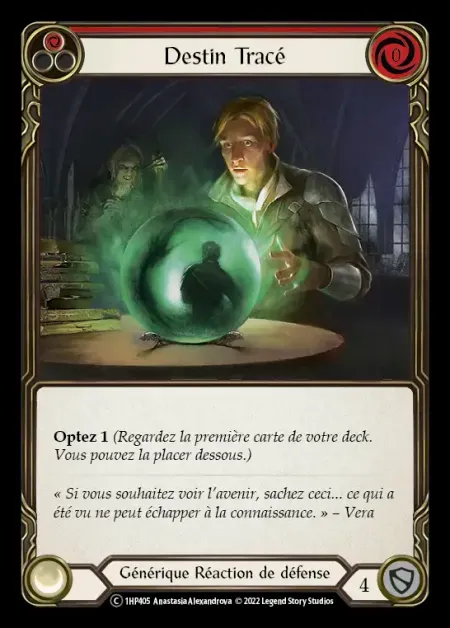 Destin Tracé
0
Optez 1 (Regardez la première carte de votre deck.
Vous pouvez la placer dessous.)
« Si vous souhaitez voir l'avenir, sachez ceci... ce qui a
été vu ne peut échapper à la connaissance. » – Vera
Générique Réaction de défense
4
C 1HP405 Anastasia Alexandrova © 2022 Legend Story Studios